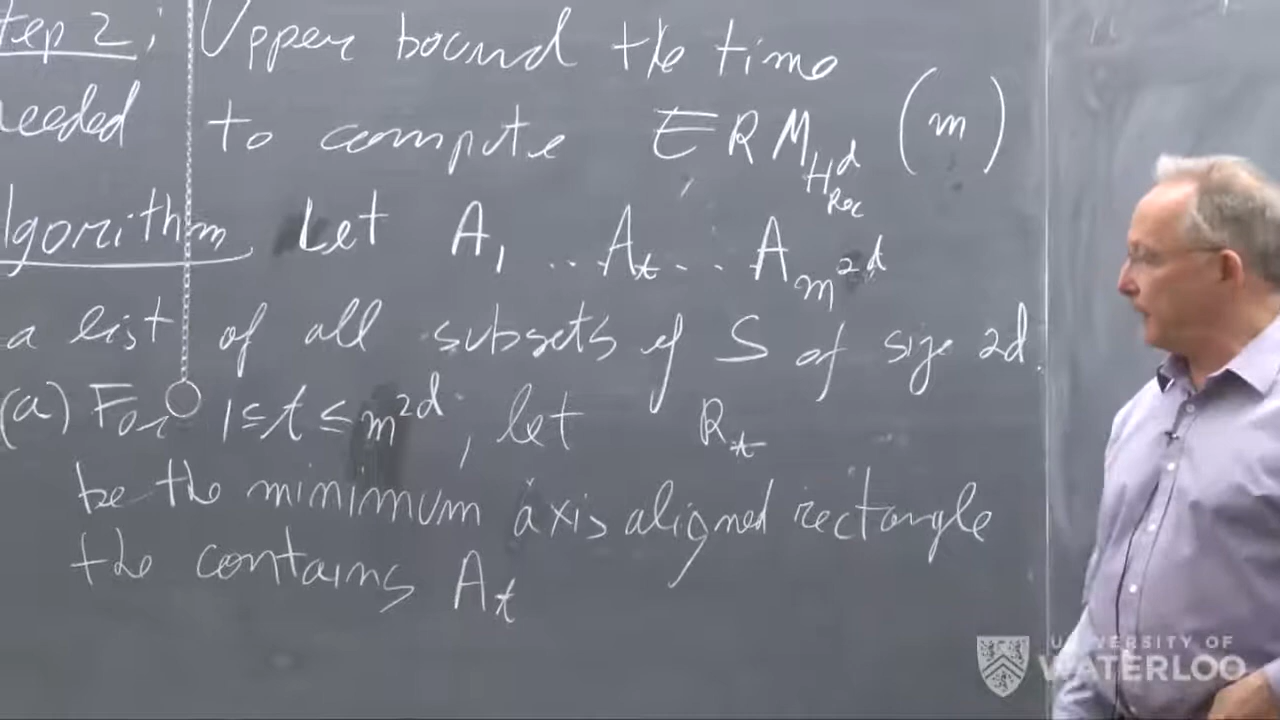 tep 2; Upper bound the time
needed to compute ERM_{H_{Rec}^d} (m)
lgorithm Let A_1 ... A_t ... A_{m^{2d}}
a list of all subsets of S of size 2d
(a) For 1 ≤ t ≤ m^{2d}, let R_t
be the minimum axis aligned rectangle
the contains A_t
UNIVERSITY OF
WATERLOO